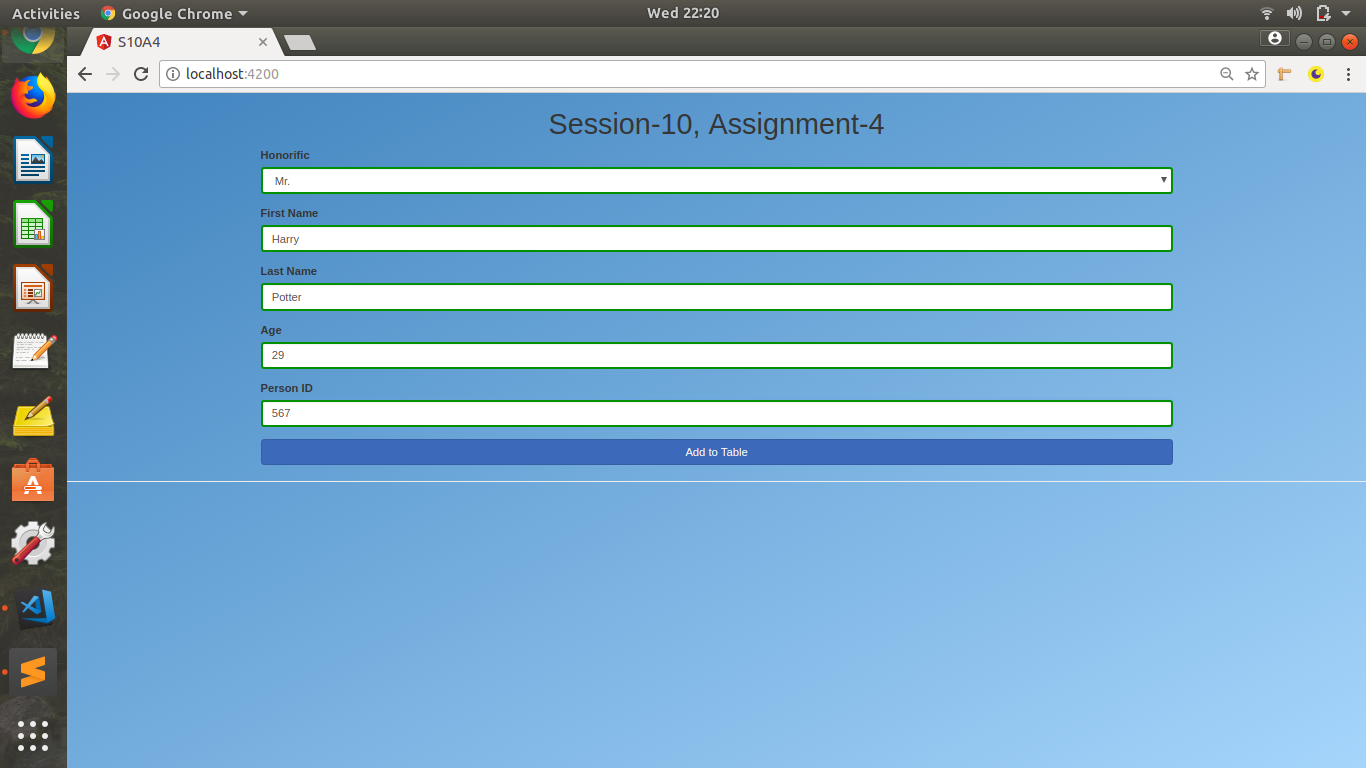 Activities Google Chrome Wed 22:20
S10A4
localhost:4200
Session-10, Assignment-4
Honorific
Mr.
First Name
Harry
Last Name
Potter
Age
29
Person ID
567
Add to Table